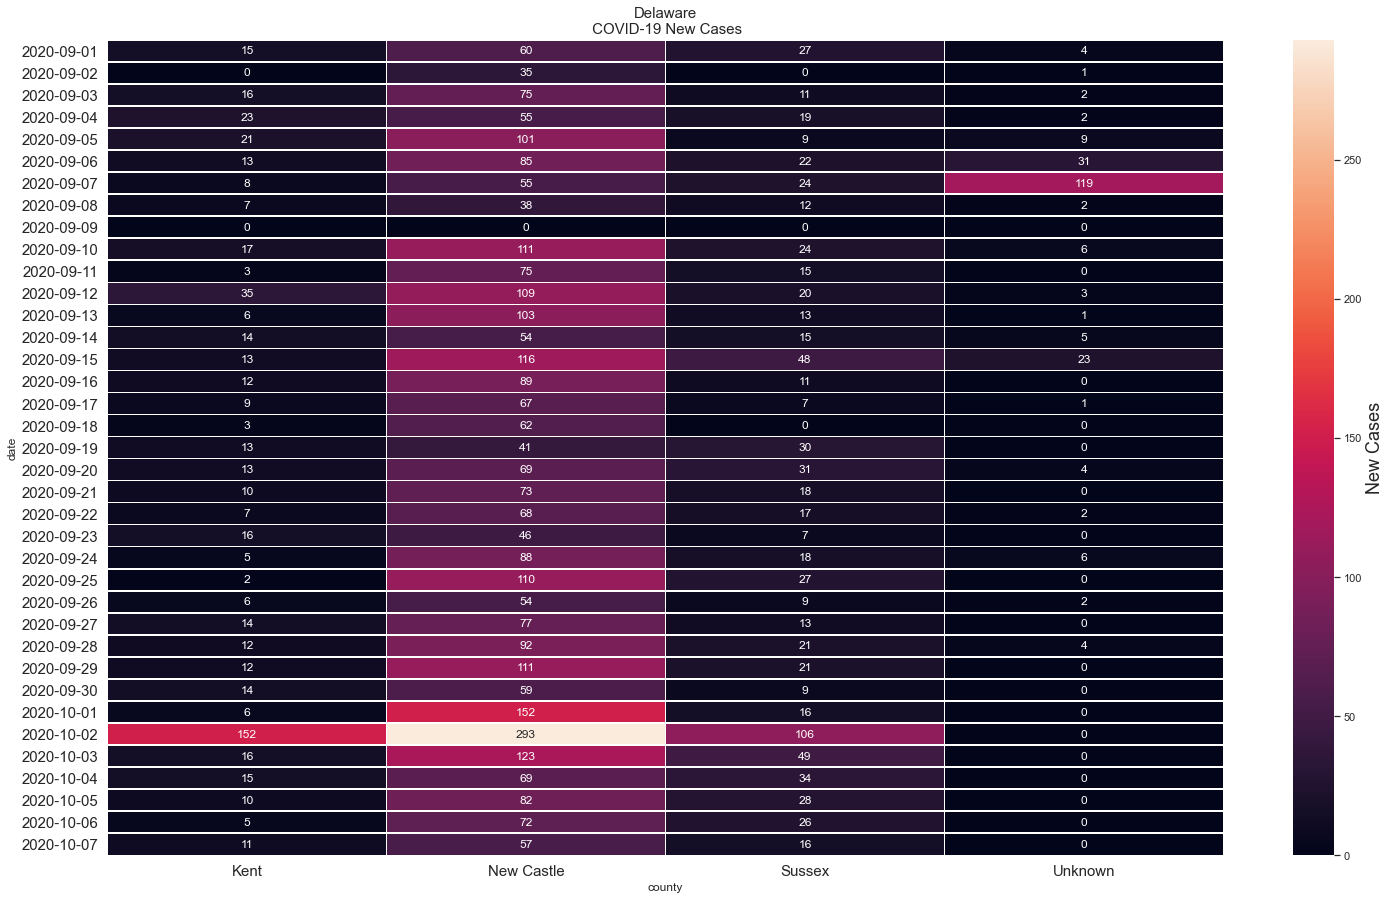 Delaware
COVID-19 New Cases
2020-09-01 15 60 27 4
2020-09-02 0 35 0 1
2020-09-03 16 75 11 2
2020-09-04 23 55 19 2
2020-09-05 21 101 9 9
2020-09-06 13 85 22 31
2020-09-07 8 55 24 119
2020-09-08 7 38 12 2
2020-09-09 0 0 0 0
2020-09-10 17 111 24 6
2020-09-11 3 75 15 0
2020-09-12 35 109 20 3
2020-09-13 6 103 13 1
2020-09-14 14 54 15 5
2020-09-15 13 116 48 23
2020-09-16 12 89 11 0
2020-09-17 9 67 7 1
2020-09-18 3 62 0 0
2020-09-19 13 41 30 0
2020-09-20 13 69 31 4
2020-09-21 10 73 18 0
2020-09-22 7 68 17 2
2020-09-23 16 46 7 0
2020-09-24 5 88 18 6
2020-09-25 2 110 27 0
2020-09-26 6 54 9 2
2020-09-27 14 77 13 0
2020-09-28 12 92 21 4
2020-09-29 12 111 21 0
2020-09-30 14 59 9 0
2020-10-01 6 152 16 0
2020-10-02 152 293 106 0
2020-10-03 16 123 49 0
2020-10-04 15 69 34 0
2020-10-05 10 82 28 0
2020-10-06 5 72 26 0
2020-10-07 11 57 16 0
Kent New Castle Sussex Unknown
county
date
250
200
150
100
50
0
New Cases